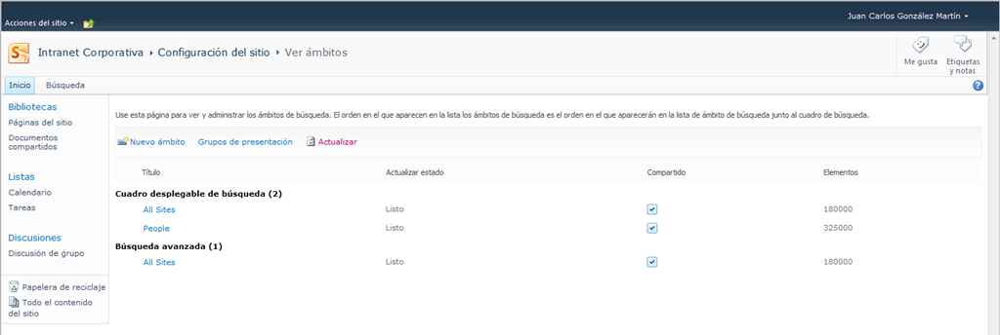 Acciones del sitio
Juan Carlos González Martín
Intranet Corporativa ▸ Configuración del sitio ▸ Ver ámbitos
Me gusta
Etiquetas y notas
Inicio
Búsqueda
Bibliotecas
Páginas del sitio
Documentos
compartidos
Listas
Calendario
Tareas
Discusiones
Discusión de grupo
Papelera de reciclaje
Todo el contenido
del sitio
Use esta página para ver y administrar los ámbitos de búsqueda. El orden en el que aparecen en la lista los ámbitos de búsqueda es el orden en el que aparecerán en la lista de ámbito de búsqueda junto al cuadro de búsqueda.
Nuevo ámbito Grupos de presentación Actualizar
Título Actualizar estado Compartido Elementos
Cuadro desplegable de búsqueda (2)
All Sites Listo 180000
People Listo 325000
Búsqueda avanzada (1)
All Sites Listo 180000